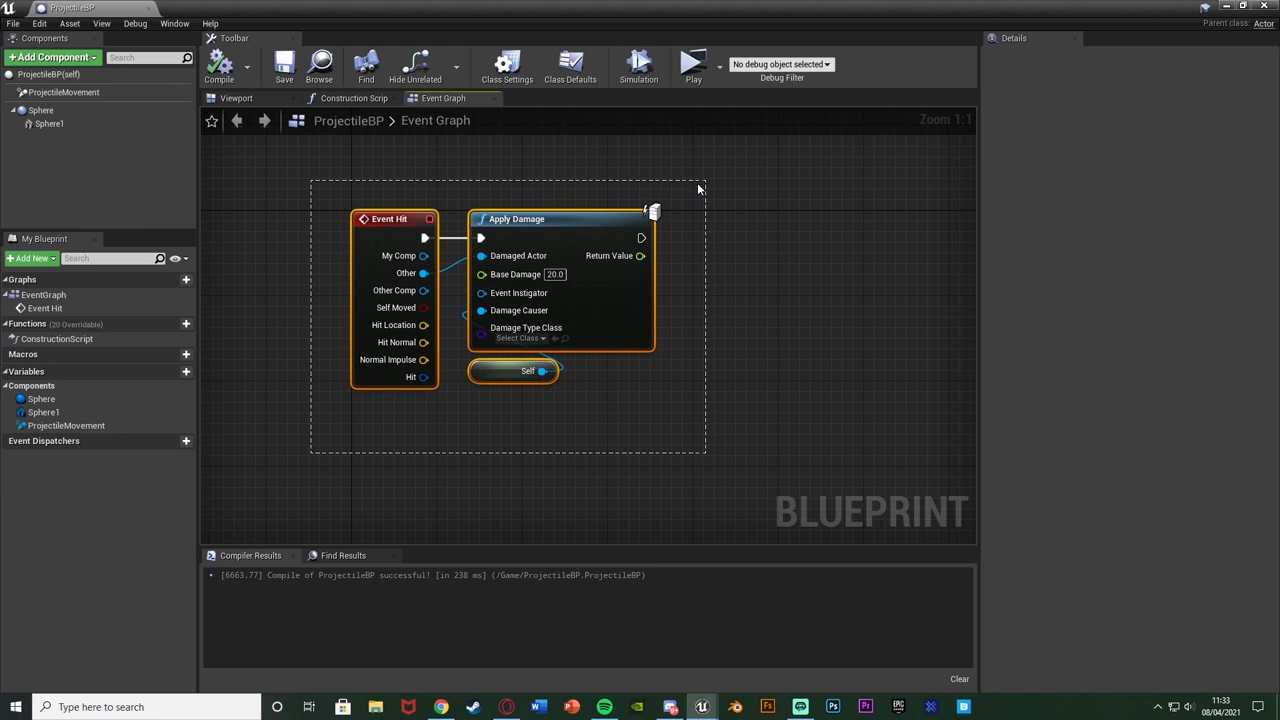 ProjectileBP
File Edit Asset View Debug Window Help
Parent class: Actor
Components
Toolbar
Details
+Add Component
Search
Compile
Save
Browse
Find
Hide Unrelated
Class Settings
Class Defaults
Simulation
Play
No debug object selected
Debug Filter
ProjectileBP(self)
ProjectileMovement
Sphere
Sphere1
Viewport
Construction Scrip
Event Graph
ProjectileBP > Event Graph
Zoom 1:1
Event Hit
My Comp
Other
Other Comp
Self Moved
Hit Location
Hit Normal
Normal Impulse
Hit
Apply Damage
Damaged Actor
Return Value
Base Damage 20.0
Event Instigator
Damage Causer
Damage Type Class
Select Class
Self
BLUEPRINT
My Blueprint
+Add New
Search
Graphs
EventGraph
Event Hit
Functions (20 Overridable)
ConstructionScript
Macros
Variables
Components
Sphere
Sphere1
ProjectileMovement
Event Dispatchers
Compiler Results
Find Results
[6663.77] Compile of ProjectileBP successful! [in 238 ms] (/Game/ProjectileBP.ProjectileBP)
Clear
Type here to search
11:33
08/04/2021